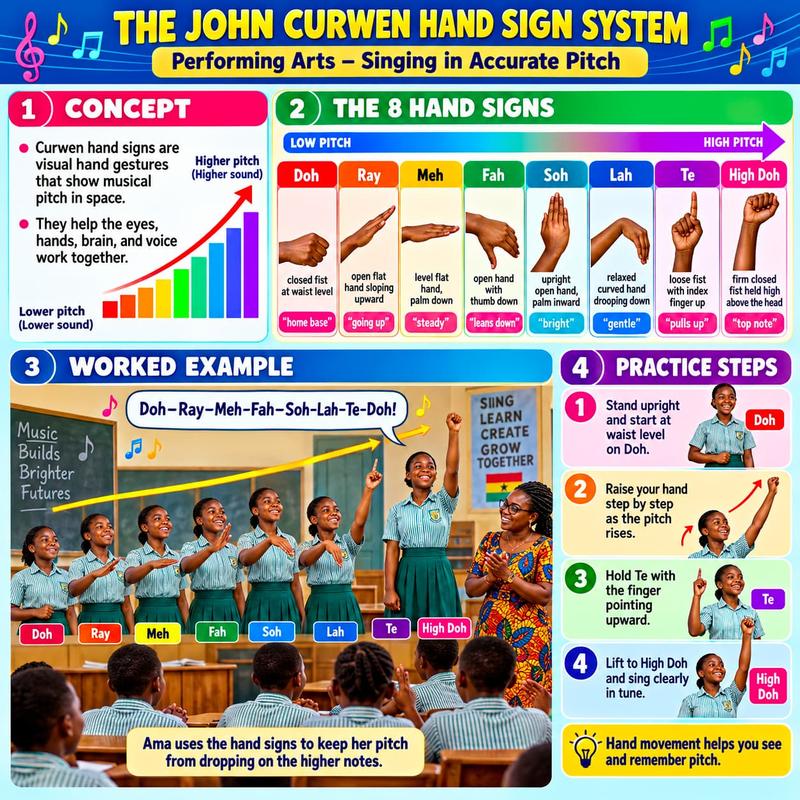 THE JOHN CURWEN HAND SIGN SYSTEM
Performing Arts – Singing in Accurate Pitch
1 CONCEPT
Curwen hand signs are
visual hand gestures
that show musical
pitch in space.
They help the eyes,
hands, brain, and voice
work together.
Higher pitch
(Higher sound)
Lower pitch
(Lower sound)
2 THE 8 HAND SIGNS
LOW PITCH
HIGH PITCH
Doh
closed fist
at waist level
"home base"
Ray
open flat
hand sloping
upward
"going up"
Meh
level flat
hand,
palm down
"steady"
Fah
open hand
with
thumb down
"leans down"
Soh
upright
open hand,
palm inward
"bright"
Lah
relaxed
curved hand
drooping down
"gentle"
Te
loose fist
with index
finger up
"pulls up"
High Doh
firm closed
fist held high
above the head
"top note"
3 WORKED EXAMPLE
Doh–Ray–Meh–Fah–Soh–Lah–Te–Doh!
Music
Builds
Brighter
Futures
SIING
LEARN
CREATE
GROW
TOGETHER
Doh
Ray
Meh
Fah
Soh
Lah
Te
High Doh
Ama uses the hand signs to keep her pitch
from dropping on the higher notes.
4 PRACTICE STEPS
1
Stand upright
and start at
waist level
on Doh.
Doh
2
Raise your hand
step by step
as the pitch
rises.
3
Hold Te with
the finger
pointing
upward.
Te
4
Lift to High Doh
and sing clearly
in tune.
High
Doh
Hand movement helps you see
and remember pitch.